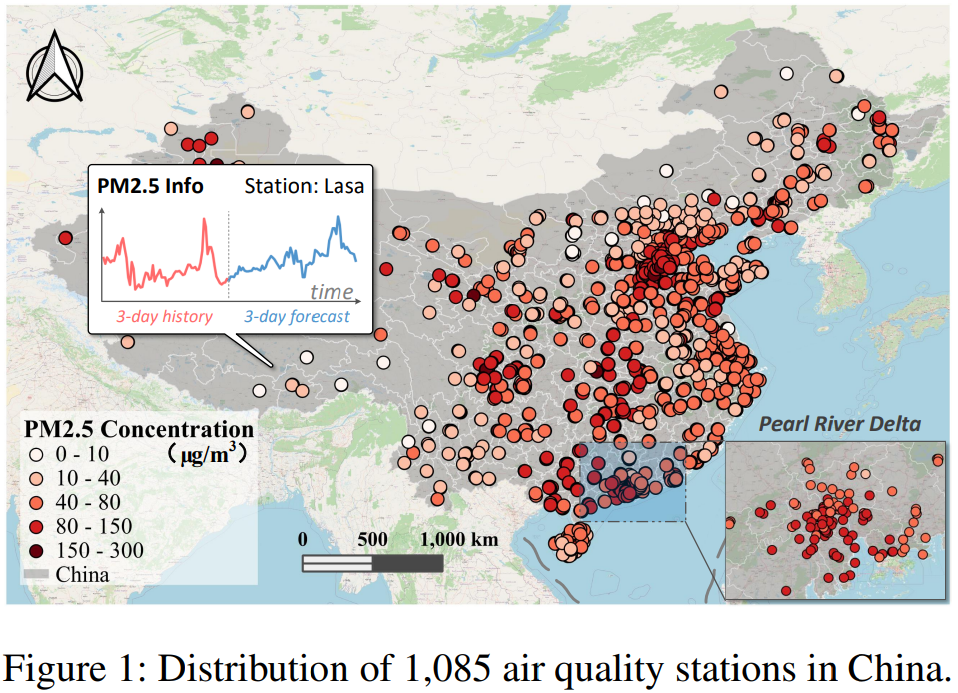 PM2.5 Info Station: Lasa
time
3-day history 3-day forecast
PM2.5 Concentration
(μg/m³)
0 - 10
10 - 40
40 - 80
80 - 150
150 - 300
China
0 500 1,000 km
Pearl River Delta
Figure 1: Distribution of 1,085 air quality stations in China.